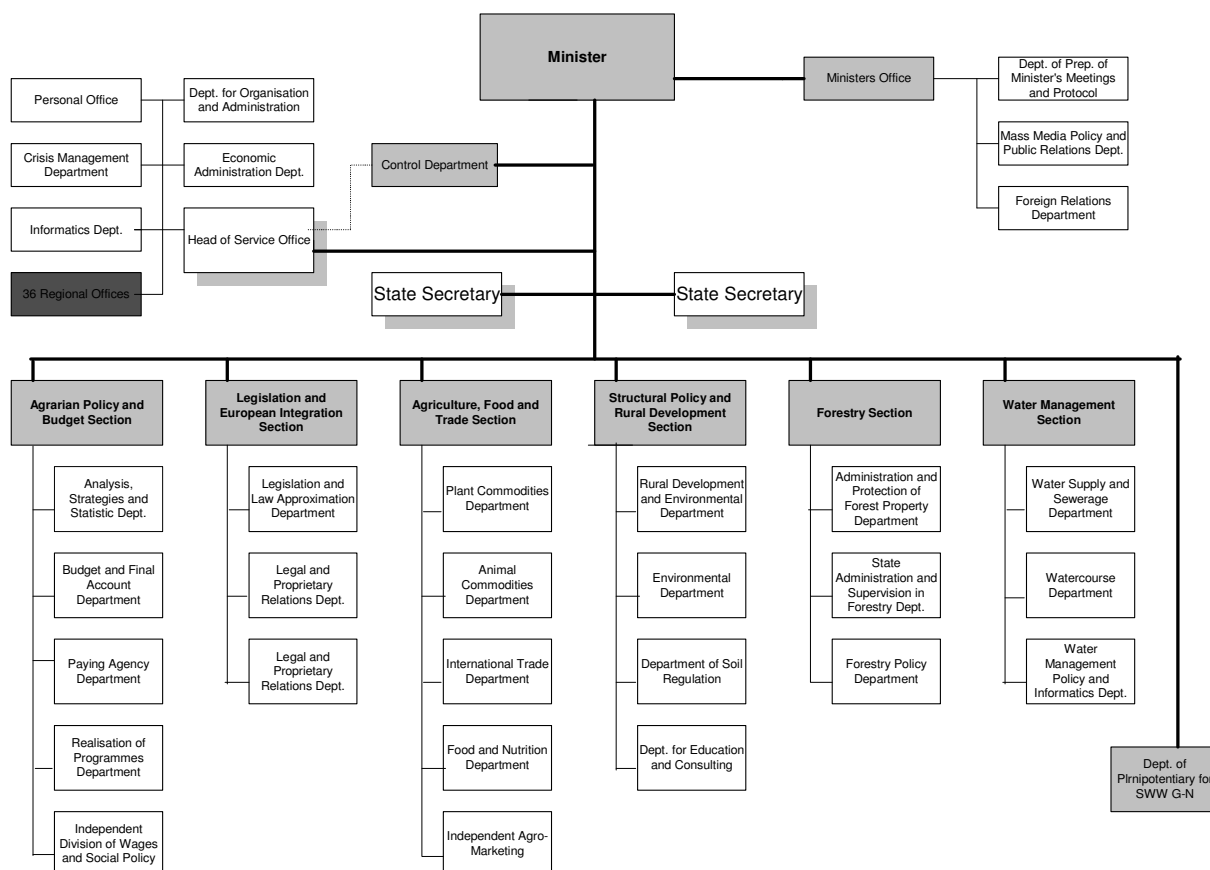 Minister
Ministers Office
Dept. of Prep. of
Minister's Meetings
and Protocol
Mass Media Policy and
Public Relations Dept.
Foreign Relations
Department
Personal Office
Dept. for Organisation
and Administration
Crisis Management
Department
Economic
Administration Dept.
Informatics Dept.
Head of Service Office
36 Regional Offices
Control Department
State Secretary
State Secretary
Agrarian Policy and
Budget Section
Analysis,
Strategies and
Statistic Dept.
Budget and Final
Account
Department
Paying Agency
Department
Realisation of
Programmes
Department
Independent
Division of Wages
and Social Policy
Legislation and
European Integration
Section
Legislation and
Law Approximation
Department
Legal and
Proprietary
Relations Dept.
Legal and
Proprietary
Relations Dept.
Agriculture, Food and
Trade Section
Plant Commodities
Department
Animal
Commodities
Department
International Trade
Department
Food and Nutrition
Department
Independent Agro-
Marketing
Structural Policy and
Rural Development
Section
Rural Development
and Environmental
Department
Environmental
Department
Department of Soil
Regulation
Dept. for Education
and Consulting
Forestry Section
Administration and
Protection of
Forest Property
Department
State
Administration and
Supervision in
Forestry Dept.
Forestry Policy
Department
Water Management
Section
Water Supply and
Sewerage
Department
Watercourse
Department
Water
Management
Policy and
Informatics Dept.
Dept. of
Plrnipotentiary for
SWW G-N